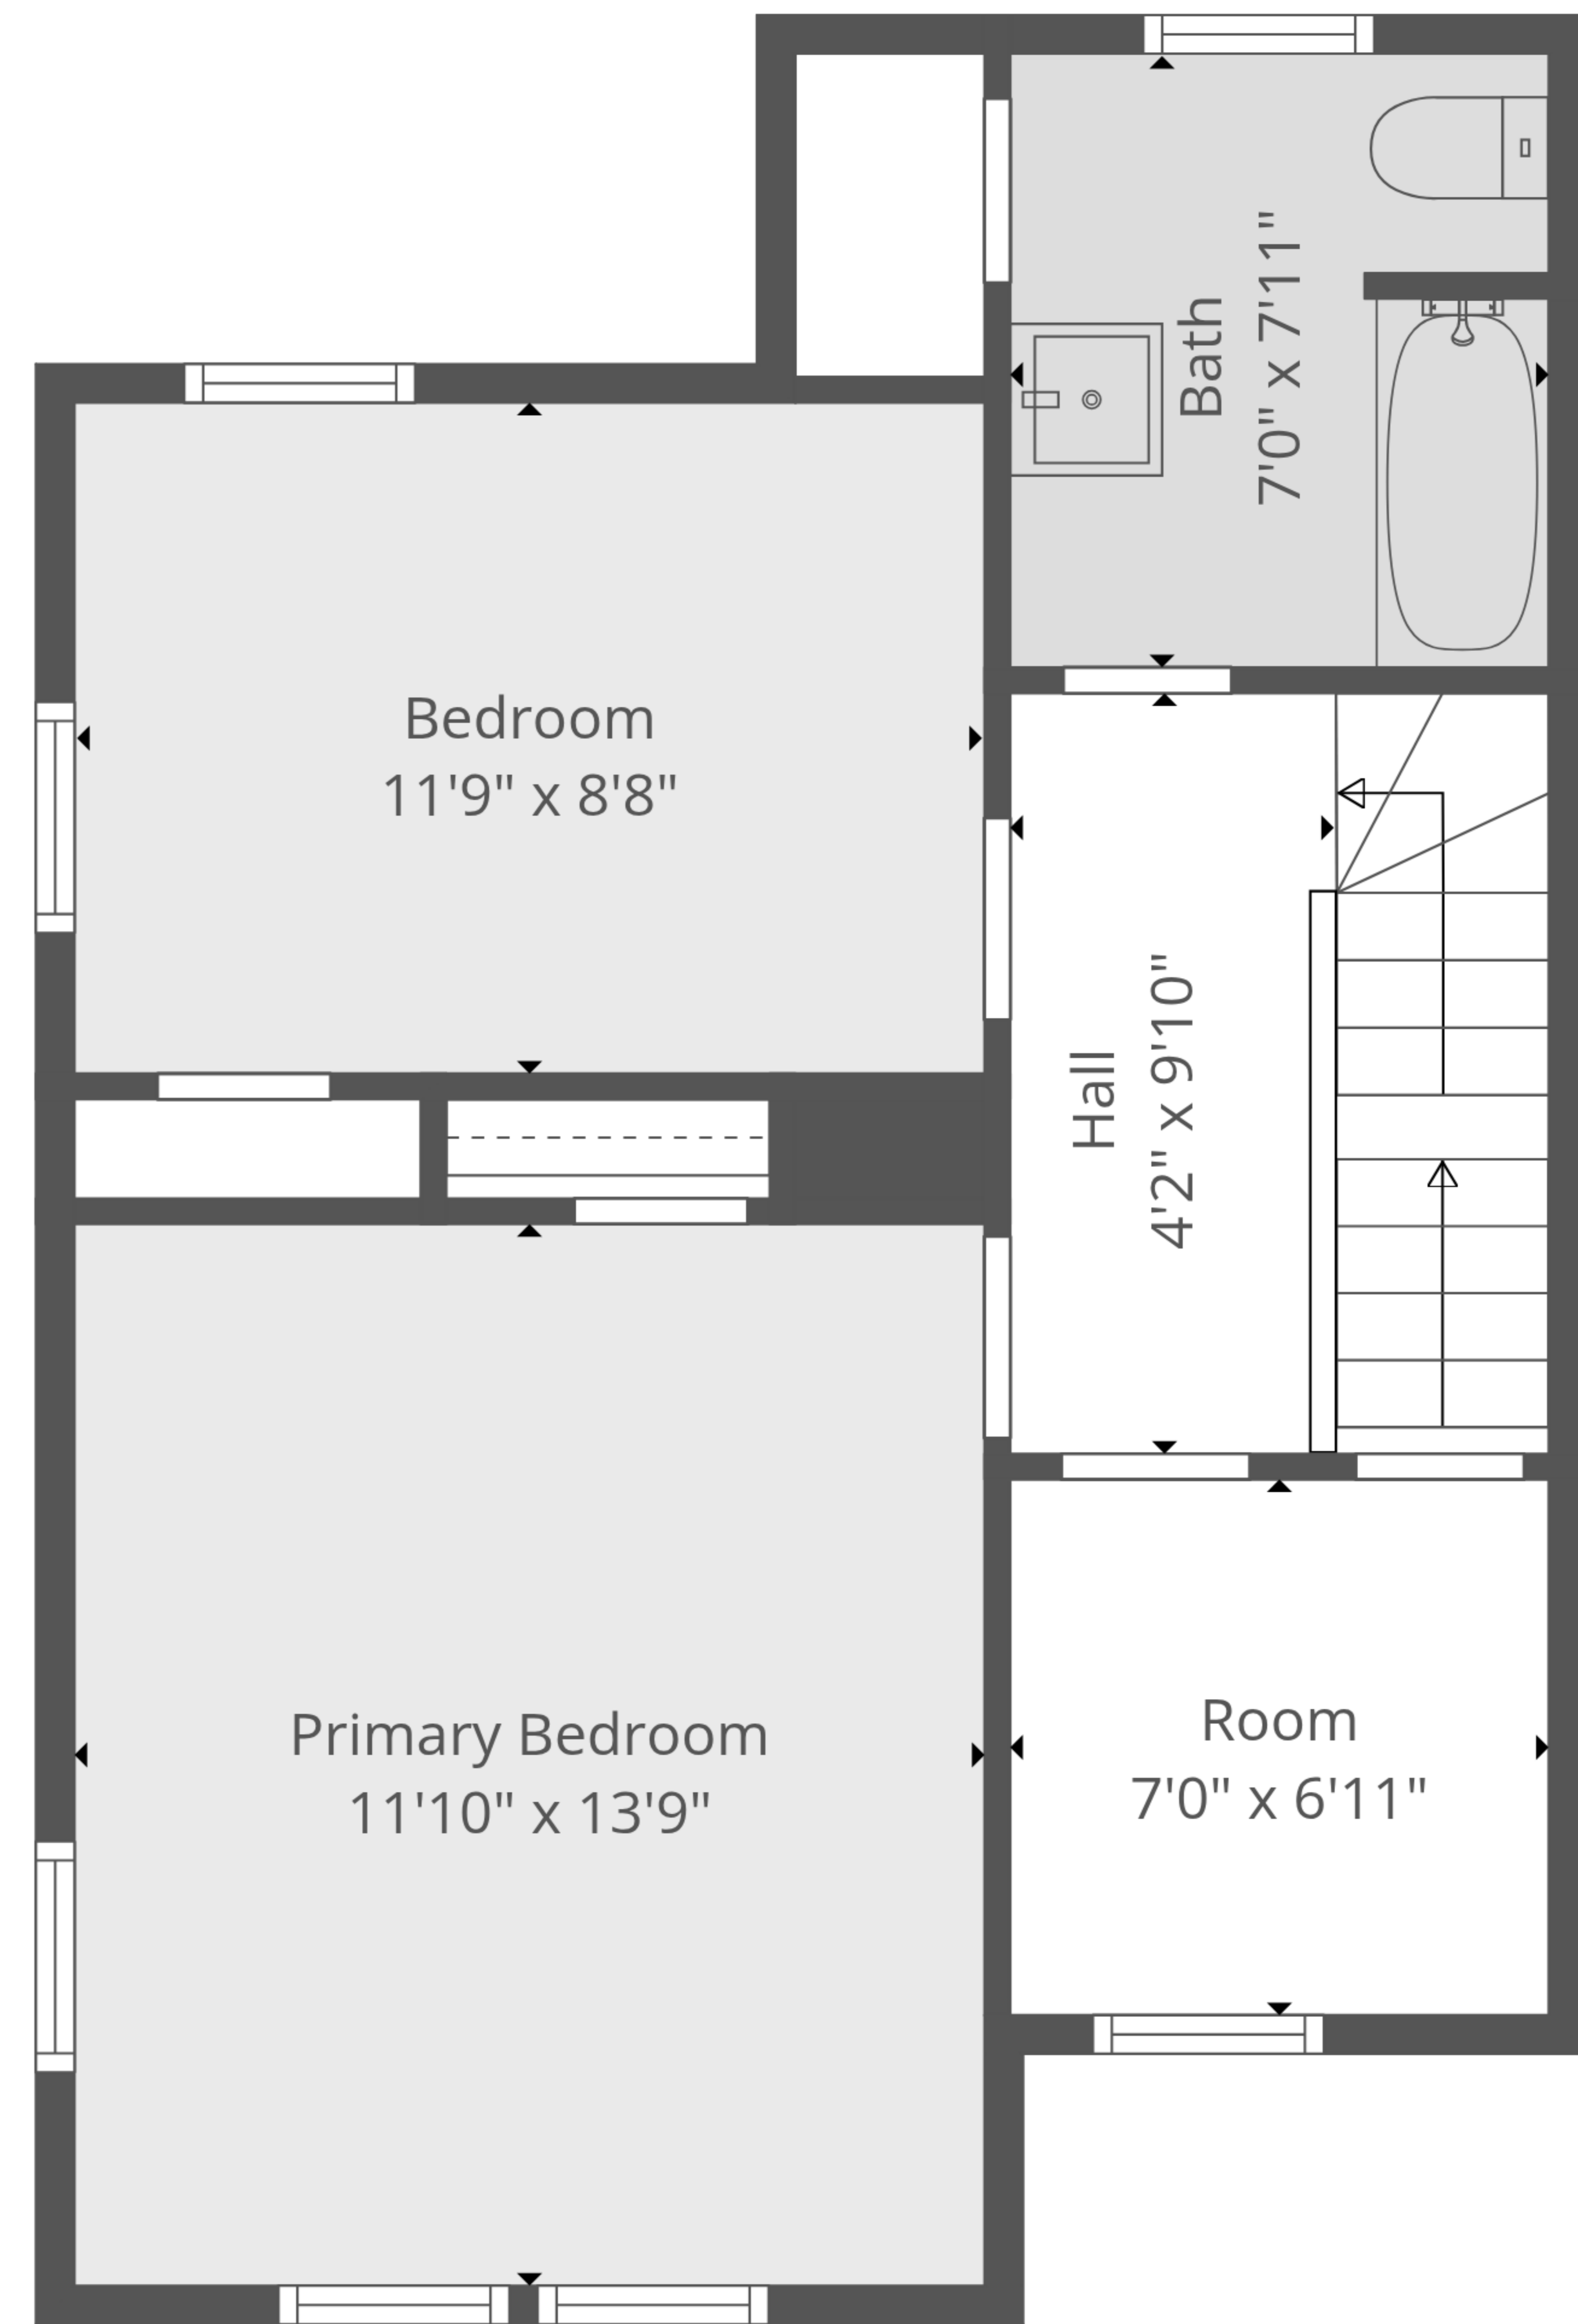 Bath
7'0" x 7'11"
Bedroom
11'9" x 8'8"
Hall
4'2" x 9'10"
Primary Bedroom
11'10" x 13'9"
Room
7'0" x 6'11"